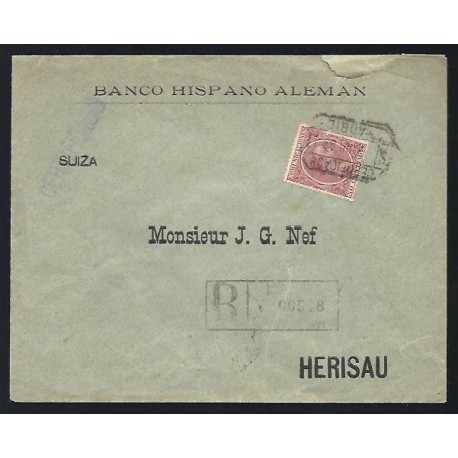 BANCO HISPANO ALEMAN
SUIZA
Monsieur J. G. Nef
R
HERISAU